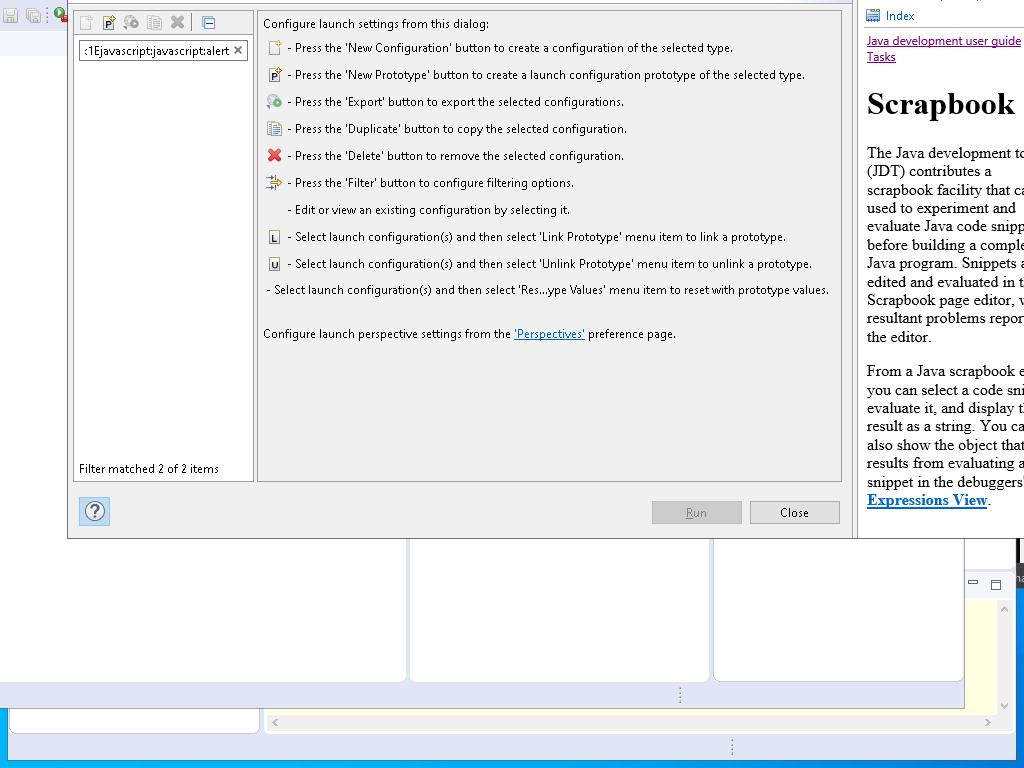 :1Ejavascript:javascript:alert
Filter matched 2 of 2 items
Configure launch settings from this dialog:
- Press the 'New Configuration' button to create a configuration of the selected type.
P - Press the 'New Prototype' button to create a launch configuration prototype of the selected type.
- Press the 'Export' button to export the selected configurations.
- Press the 'Duplicate' button to copy the selected configuration.
- Press the 'Delete' button to remove the selected configuration.
- Press the 'Filter' button to configure filtering options.
- Edit or view an existing configuration by selecting it.
L - Select launch configuration(s) and then select 'Link Prototype' menu item to link a prototype.
U - Select launch configuration(s) and then select 'Unlink Prototype' menu item to unlink a prototype.
- Select launch configuration(s) and then select 'Res...ype Values' menu item to reset with prototype values.
Configure launch perspective settings from the 'Perspectives' preference page.
Run
Close
Index
Java development user guide
Tasks
Scrapbook
The Java development to
(JDT) contributes a
scrapbook facility that ca
used to experiment and
evaluate Java code snipp
before building a comple
Java program. Snippets a
edited and evaluated in t
Scrapbook page editor, w
resultant problems repor
the editor.
From a Java scrapbook e
you can select a code sni
evaluate it, and display t
result as a string. You ca
also show the object that
results from evaluating a
snippet in the debuggers'
Expressions View.